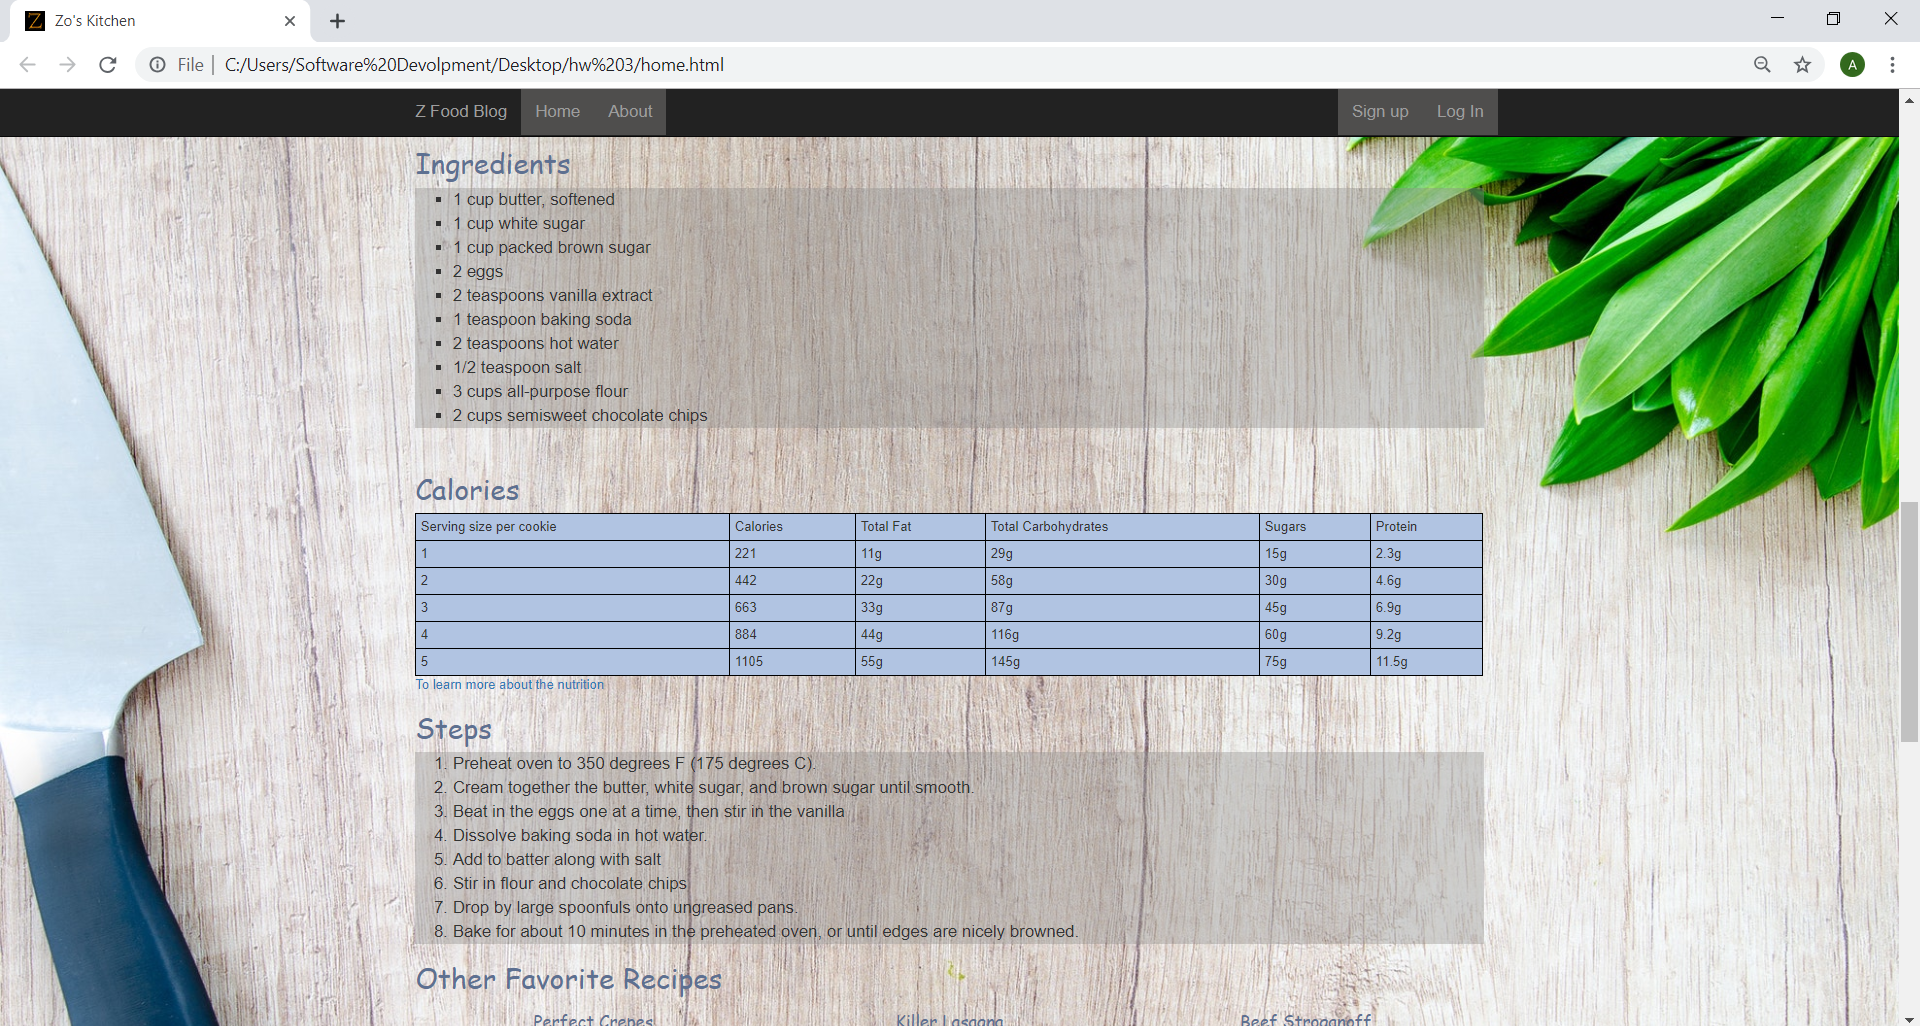 Zo's Kitchen
File | C:/Users/Software%20Devolpment/Desktop/hw%203/home.html
A
Z Food Blog Home About Sign up Log In
Ingredients
1 cup butter, softened
1 cup white sugar
1 cup packed brown sugar
2 eggs
2 teaspoons vanilla extract
1 teaspoon baking soda
2 teaspoons hot water
1/2 teaspoon salt
3 cups all-purpose flour
2 cups semisweet chocolate chips
Calories
Serving size per cookie Calories Total Fat Total Carbohydrates Sugars Protein
1 221 11g 29g 15g 2.3g
2 442 22g 58g 30g 4.6g
3 663 33g 87g 45g 6.9g
4 884 44g 116g 60g 9.2g
5 1105 55g 145g 75g 11.5g
To learn more about the nutrition
Steps
1. Preheat oven to 350 degrees F (175 degrees C).
2. Cream together the butter, white sugar, and brown sugar until smooth.
3. Beat in the eggs one at a time, then stir in the vanilla
4. Dissolve baking soda in hot water.
5. Add to batter along with salt
6. Stir in flour and chocolate chips
7. Drop by large spoonfuls onto ungreased pans.
8. Bake for about 10 minutes in the preheated oven, or until edges are nicely browned.
Other Favorite Recipes
Perfect Crepes Killer Lasagna Beef Stroganoff